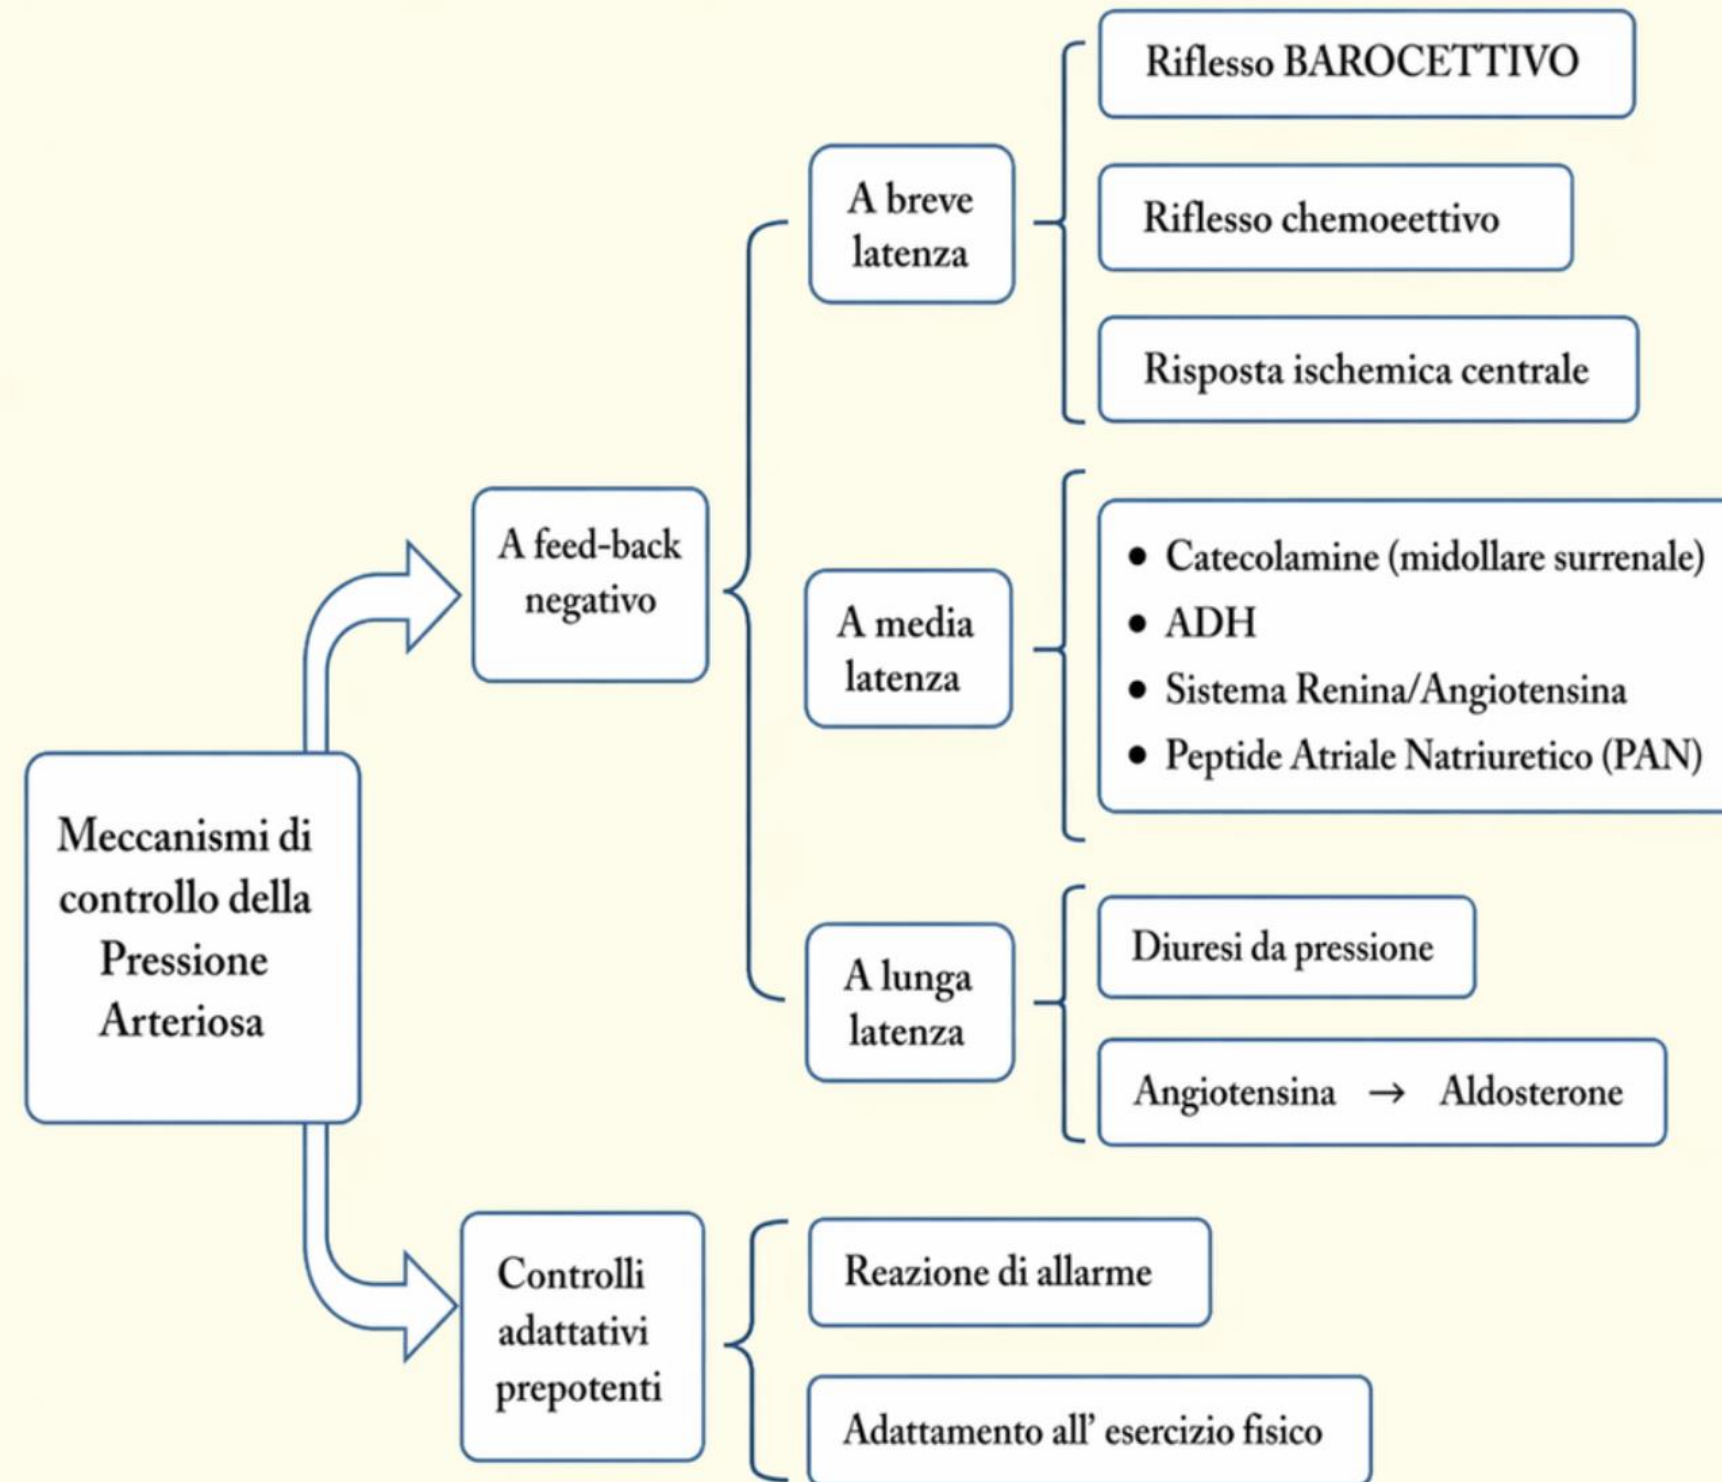 Riflesso BAROCETTIVO
A breve
latenza
Riflesso chemoeettivo
Risposta ischemica centrale
A feed-back
negativo
A media
latenza
• Catecolamine (midollare surrenale)
• ADH
• Sistema Renina/Angiotensina
• Peptide Atriale Natriuretico (PAN)
Meccanismi di
controllo della
Pressione
Arteriosa
A lunga
latenza
Diuresi da pressione
Angiotensina → Aldosterone
Controlli
adattativi
prepotenti
Reazione di allarme
Adattamento all' esercizio fisico